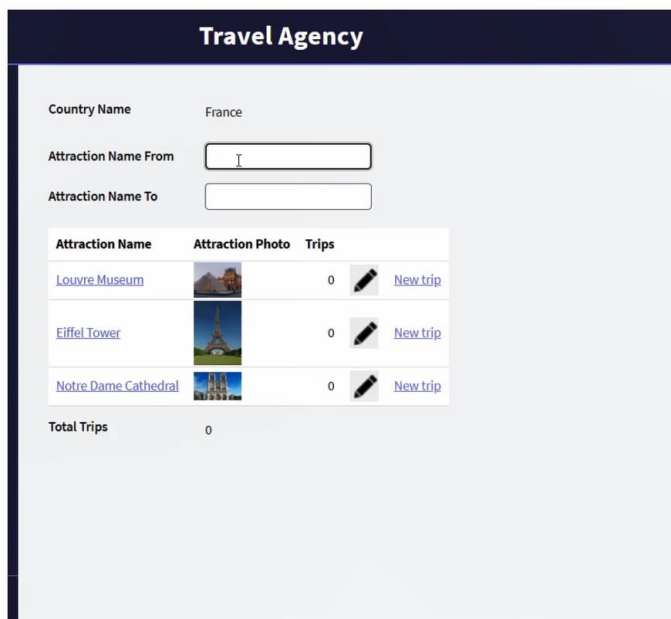 Travel Agency
Country Name France
Attraction Name From
Attraction Name To
Attraction Name Attraction Photo Trips
Louvre Museum 0 New trip
Eiffel Tower 0 New trip
Notre Dame Cathedral 0 New trip
Total Trips 0